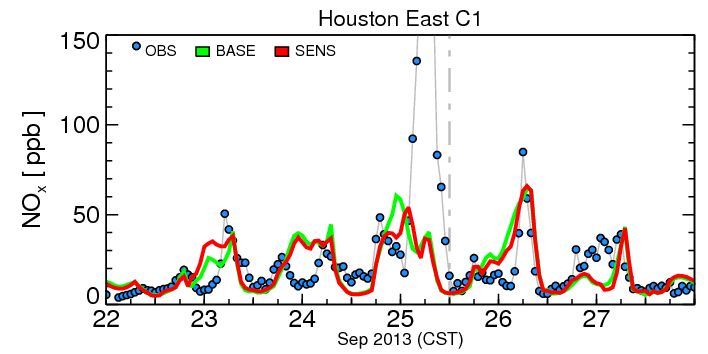 Houston East C1
OBS BASE SENS
150
100
50
0
NOx [ ppb ]
22 23 24 25 26 27
Sep 2013 (CST)